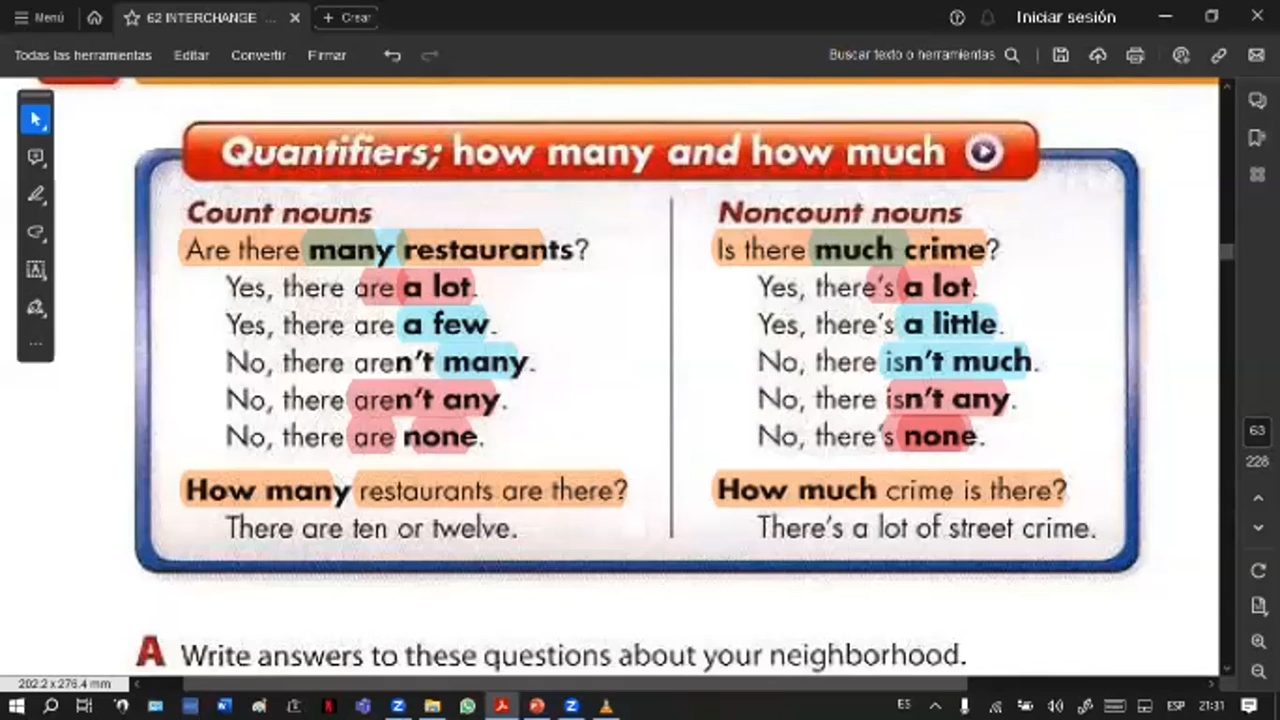 Menú
62 INTERCHANGE ...
Crear
Iniciar sesión
Todas las herramientas
Editar
Convertir
Firmar
Buscar texto o herramientas
Quantifiers; how many and how much
Count nouns
Are there many restaurants?
Yes, there are a lot.
Yes, there are a few.
No, there aren't many.
No, there aren't any.
No, there are none.
How many restaurants are there?
There are ten or twelve.
Noncount nouns
Is there much crime?
Yes, there's a lot.
Yes, there's a little.
No, there isn't much.
No, there isn't any.
No, there's none.
How much crime is there?
There's a lot of street crime.
A Write answers to these questions about your neighborhood.
63
228
202.2 x 276.4 mm
ES
ESP
21:31